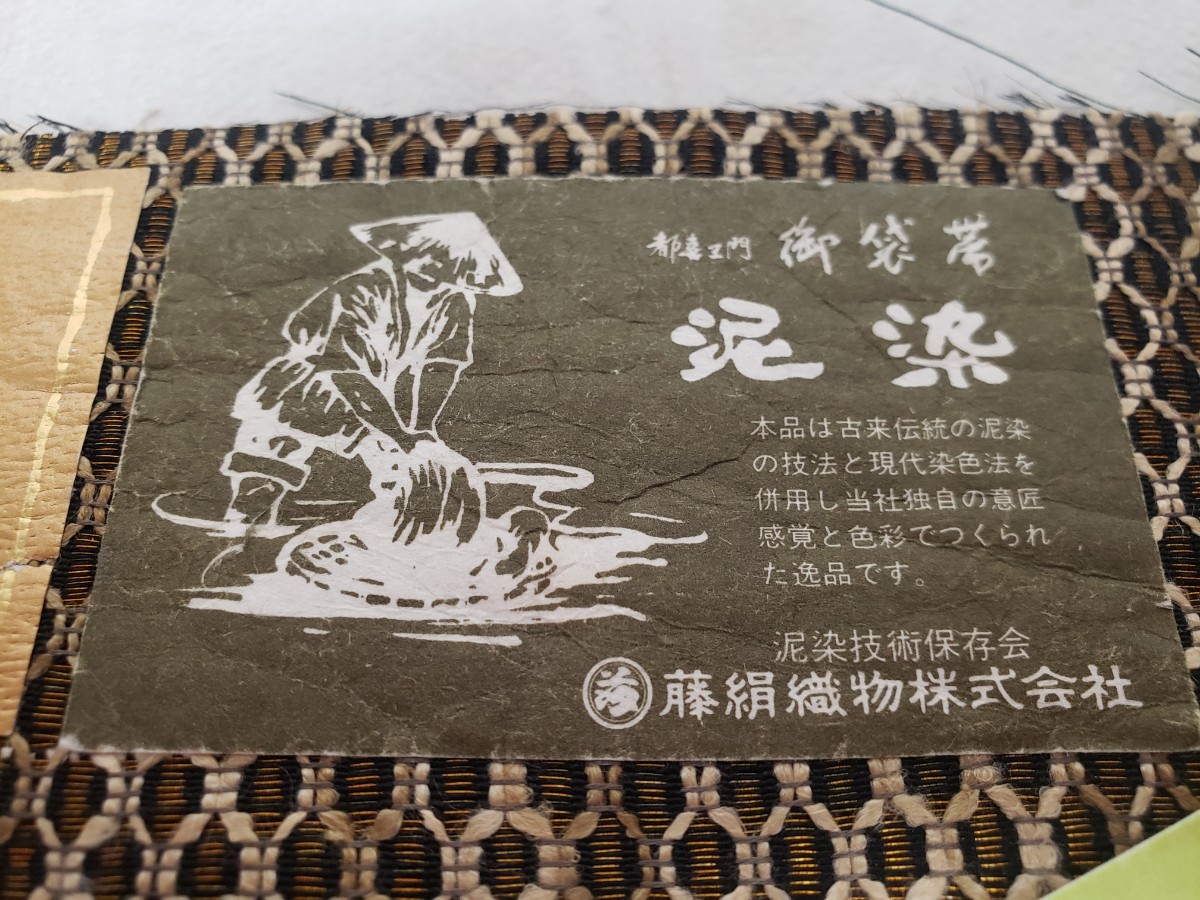 都喜ヱ門 御袋帯
泥染
本品は古来伝統の泥染
の技法と現代染色法を
併用し当社独自の意匠
感覚と色彩でつくられ
た逸品です。
泥染技術保存会
藤絹織物株式会社